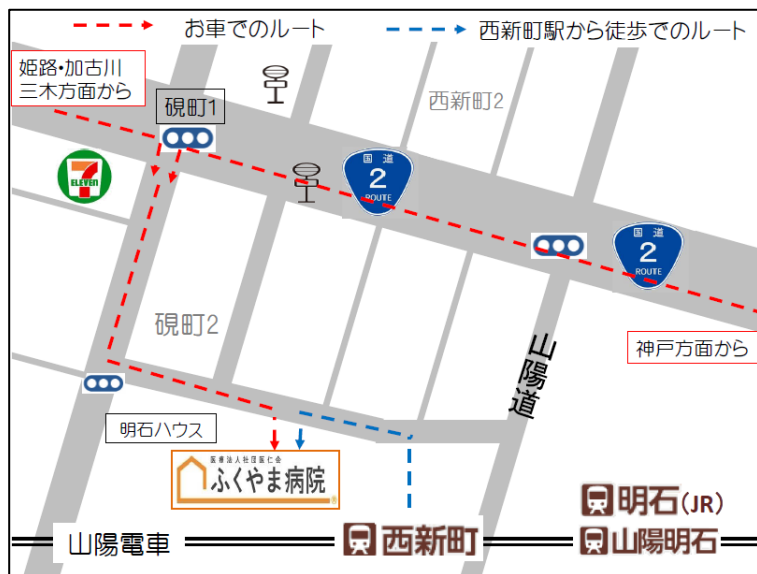 お車でのルート
西新町駅から徒歩でのルート
姫路・加古川
三木方面から
硯町1
西新町2
7
ELEVEN
国道
2
ROUTE
国道
2
ROUTE
硯町2
山陽道
神戸方面から
明石ハウス
医療法人社団医仁会
ふくやま病院
明石(JR)
山陽電車
西新町
山陽明石